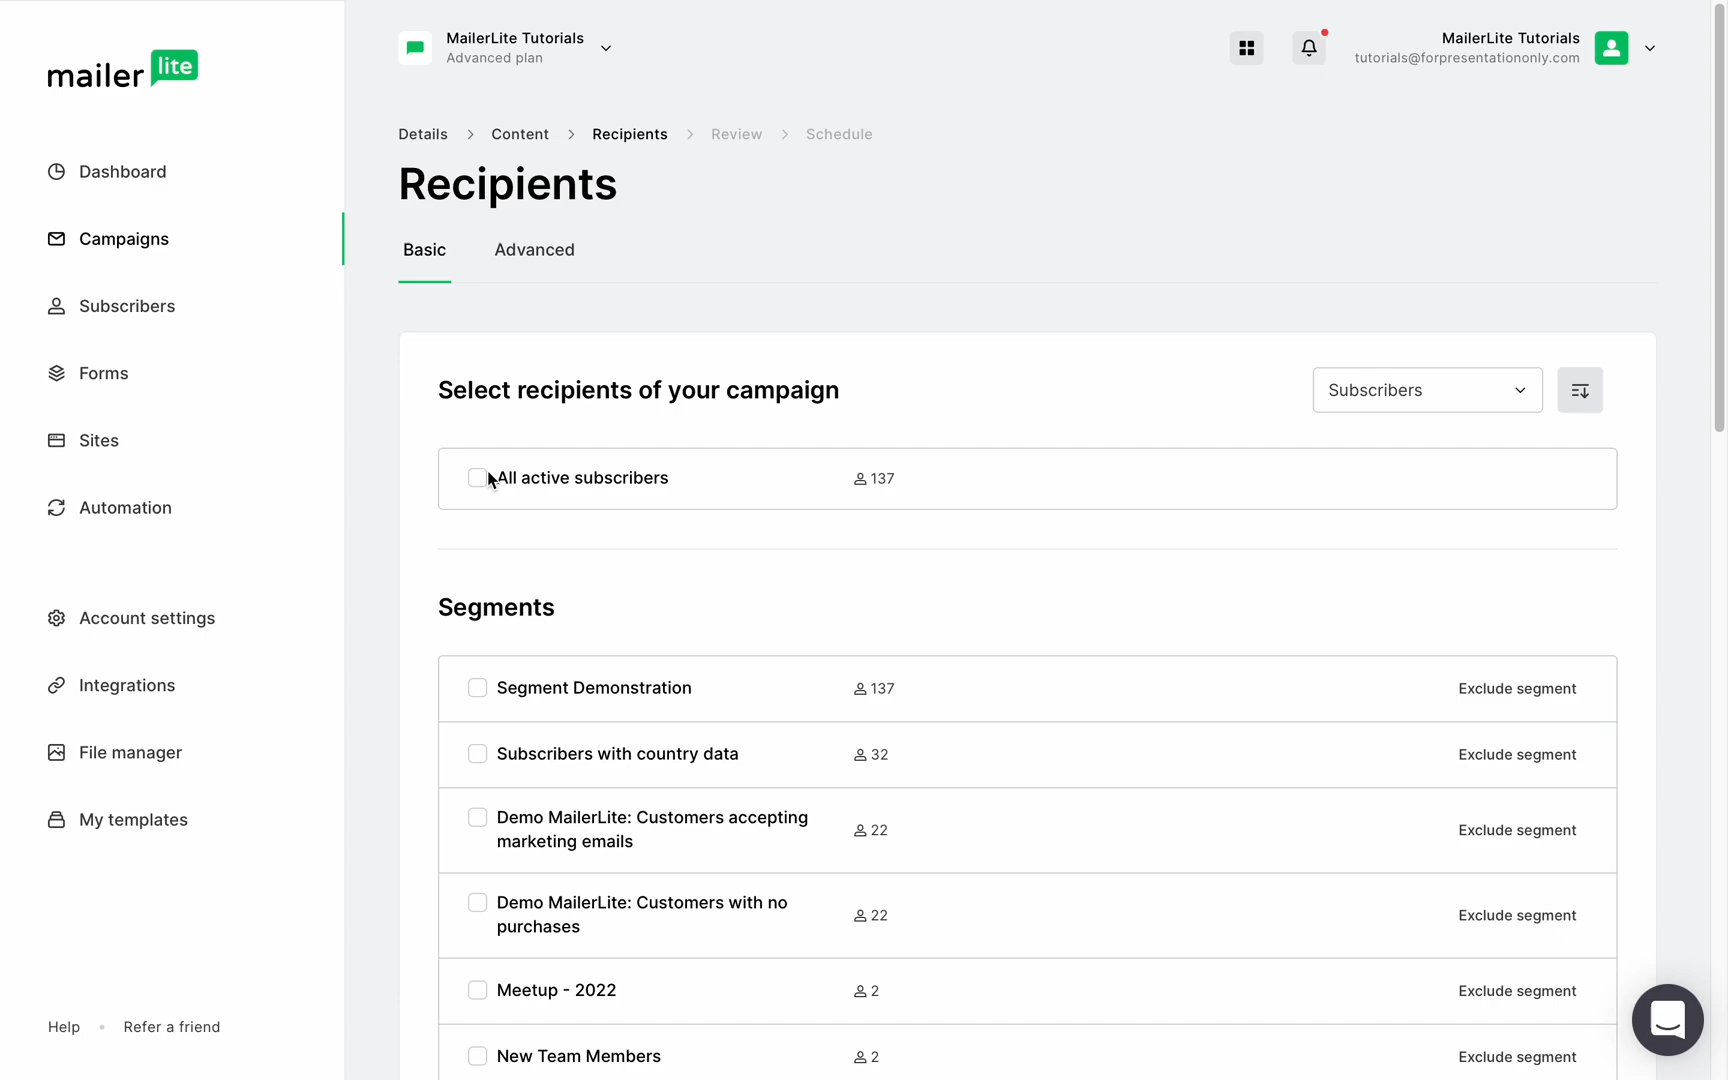 mailer lite
MailerLite Tutorials
Advanced plan
MailerLite Tutorials
tutorials@forpresentationonly.com
Dashboard
Campaigns
Subscribers
Forms
Sites
Automation
Account settings
Integrations
File manager
My templates
Help • Refer a friend
Details > Content > Recipients > Review > Schedule
Recipients
Basic Advanced
Select recipients of your campaign
Subscribers
All active subscribers 137
Segments
Segment Demonstration 137 Exclude segment
Subscribers with country data 32 Exclude segment
Demo MailerLite: Customers accepting
marketing emails
22 Exclude segment
Demo MailerLite: Customers with no
purchases
22 Exclude segment
Meetup - 2022 2 Exclude segment
New Team Members 2 Exclude segment